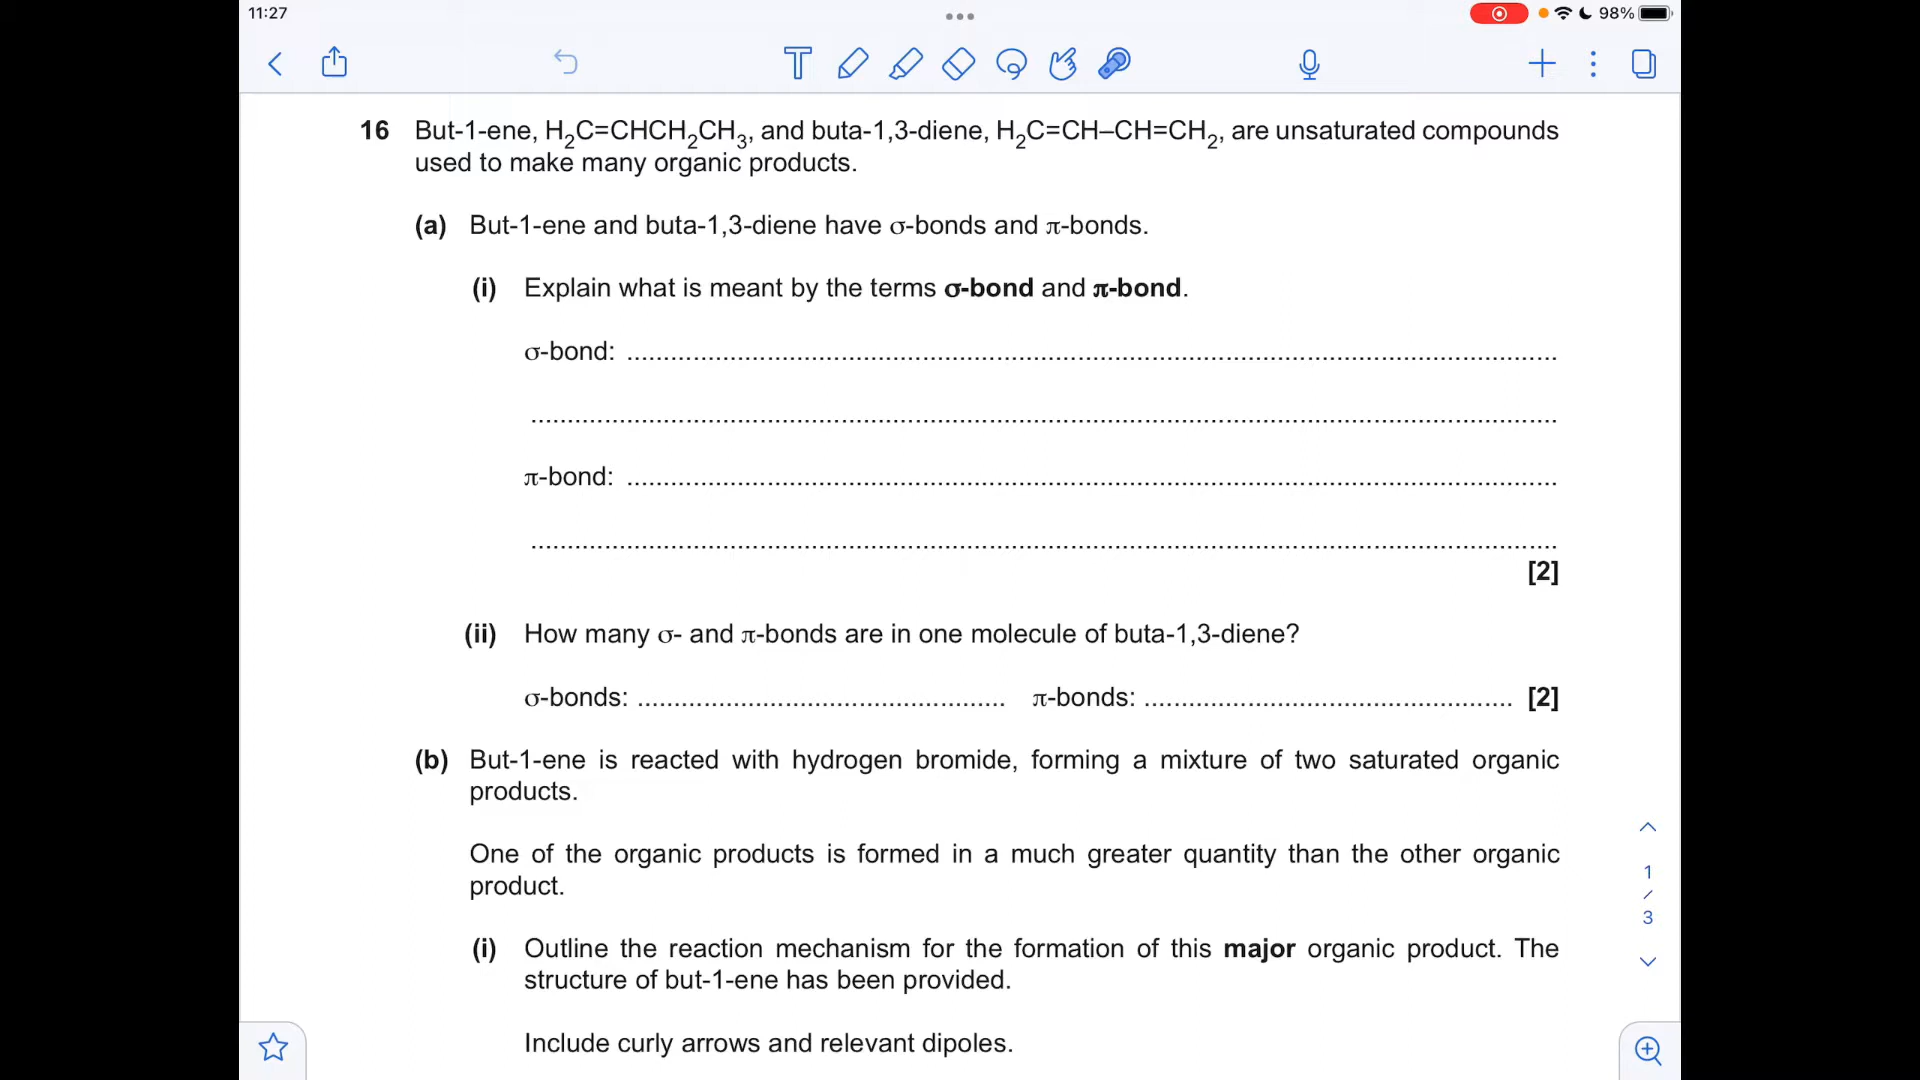 11:27
98%
16 But-1-ene, H₂C=CHCH₂CH₃, and buta-1,3-diene, H₂C=CH–CH=CH₂, are unsaturated compounds
used to make many organic products.
(a) But-1-ene and buta-1,3-diene have σ-bonds and π-bonds.
(i) Explain what is meant by the terms σ-bond and π-bond.
σ-bond: ..............................................................................................................................
..............................................................................................................................
π-bond: ..............................................................................................................................
..............................................................................................................................
[2]
(ii) How many σ- and π-bonds are in one molecule of buta-1,3-diene?
σ-bonds: .................................................. π-bonds: .................................................. [2]
(b) But-1-ene is reacted with hydrogen bromide, forming a mixture of two saturated organic
products.
One of the organic products is formed in a much greater quantity than the other organic
product.
(i) Outline the reaction mechanism for the formation of this major organic product. The
structure of but-1-ene has been provided.
Include curly arrows and relevant dipoles.
1
/
3